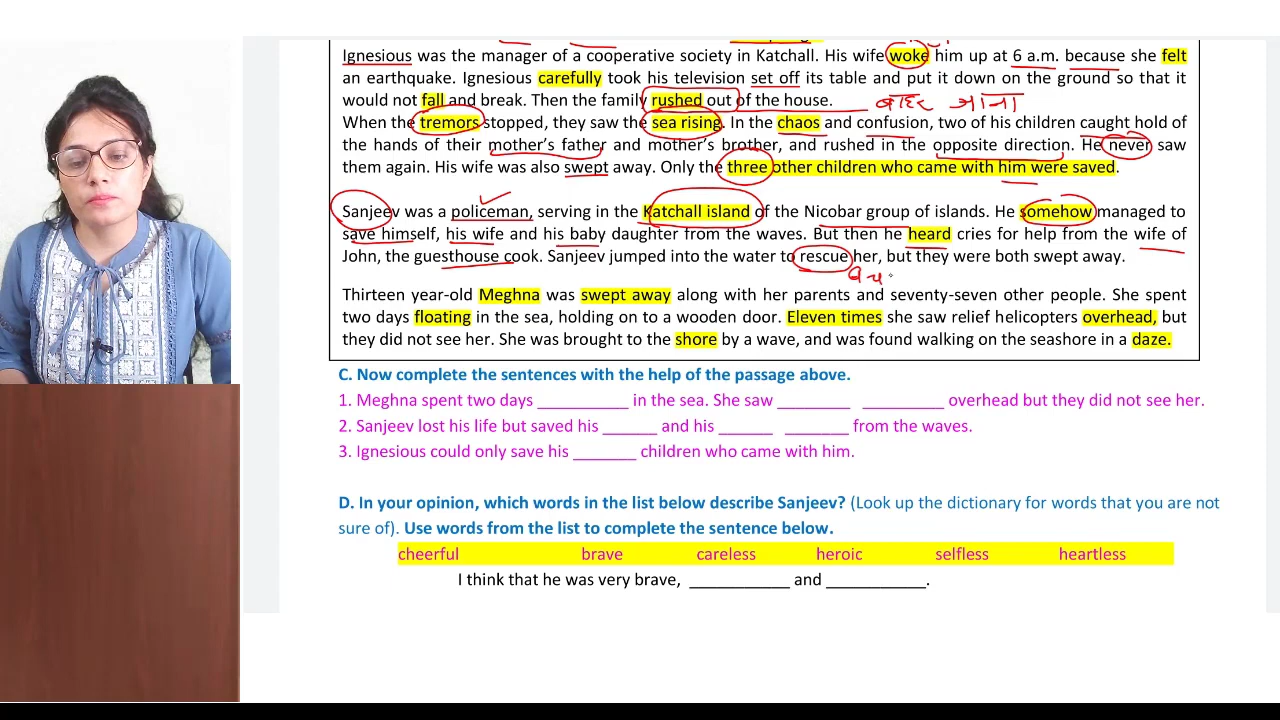 Ignesious was the manager of a cooperative society in Katchall. His wife woke him up at 6 a.m. because she felt
an earthquake. Ignesious carefully took his television set off its table and put it down on the ground so that it
would not fall and break. Then the family rushed out of the house. बाहर जाना
When the tremors stopped, they saw the sea rising. In the chaos and confusion, two of his children caught hold of
the hands of their mother's father and mother's brother, and rushed in the opposite direction. He never saw
them again. His wife was also swept away. Only the three other children who came with him were saved.
Sanjeev was a policeman, serving in the Katchall island of the Nicobar group of islands. He somehow managed to
save himself, his wife and his baby daughter from the waves. But then he heard cries for help from the wife of
John, the guesthouse cook. Sanjeev jumped into the water to rescue her, but they were both swept away.
Thirteen year-old Meghna was swept away along with her parents and seventy-seven other people. She spent
two days floating in the sea, holding on to a wooden door. Eleven times she saw relief helicopters overhead, but
they did not see her. She was brought to the shore by a wave, and was found walking on the seashore in a daze.
C. Now complete the sentences with the help of the passage above.
1. Meghna spent two days __________ in the sea. She saw ________ _________ overhead but they did not see her.
2. Sanjeev lost his life but saved his ______ and his ______ _______ from the waves.
3. Ignesious could only save his _______ children who came with him.
D. In your opinion, which words in the list below describe Sanjeev? (Look up the dictionary for words that you are not
sure of). Use words from the list to complete the sentence below.
cheerful brave careless heroic selfless heartless
I think that he was very brave, ___________ and ___________.